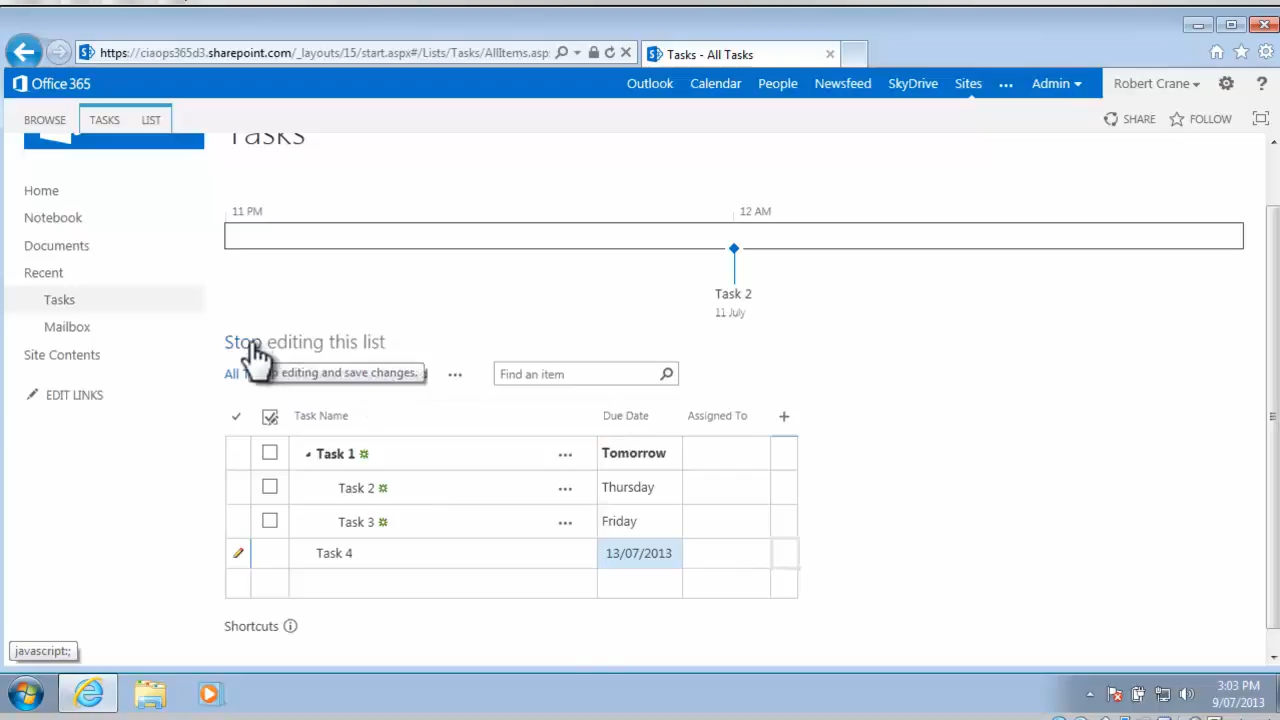 https://ciaops365d3.sharepoint.com/_layouts/15/start.aspx#/Lists/Tasks/AllItems.asp:
Tasks - All Tasks
Office 365
Outlook Calendar People Newsfeed SkyDrive Sites ... Admin Robert Crane ?
BROWSE TASKS LIST
SHARE FOLLOW
Tasks
Home
Notebook
Documents
Recent
Tasks
Mailbox
Site Contents
EDIT LINKS
11 PM 12 AM
Task 2
11 July
Stop editing this list
All editing and save changes. ... Find an item
Task Name Due Date Assigned To +
Task 1 ... Tomorrow
Task 2 ... Thursday
Task 3 ... Friday
Task 4 13/07/2013
Shortcuts
javascript:;
3:03 PM
9/07/2013